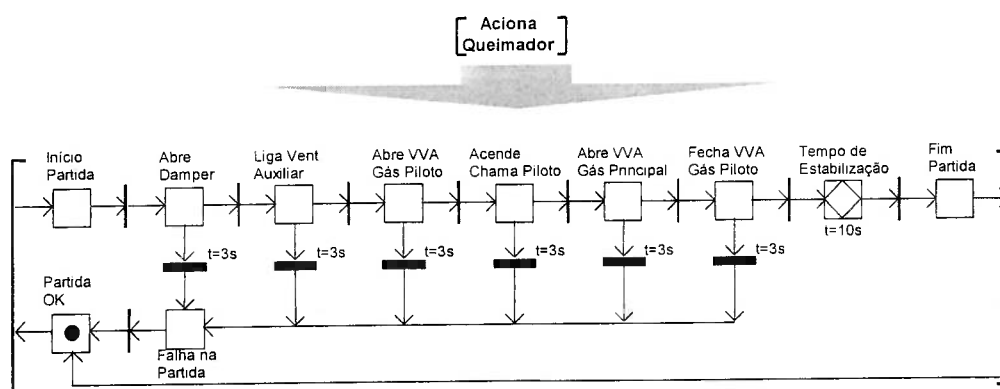 Aciona
Queimador
Início
Partida
Abre
Damper
Liga Vent
Auxiliar
Abre VVA
Gás Piloto
Acende
Chama Piloto
Abre VVA
Gás Principal
Fecha VVA
Gás Piloto
Tempo de
Estabilização
Fim
Partida
t=10s
t=3s
t=3s
t=3s
t=3s
t=3s
t=3s
Partida
OK
Falha na
Partida